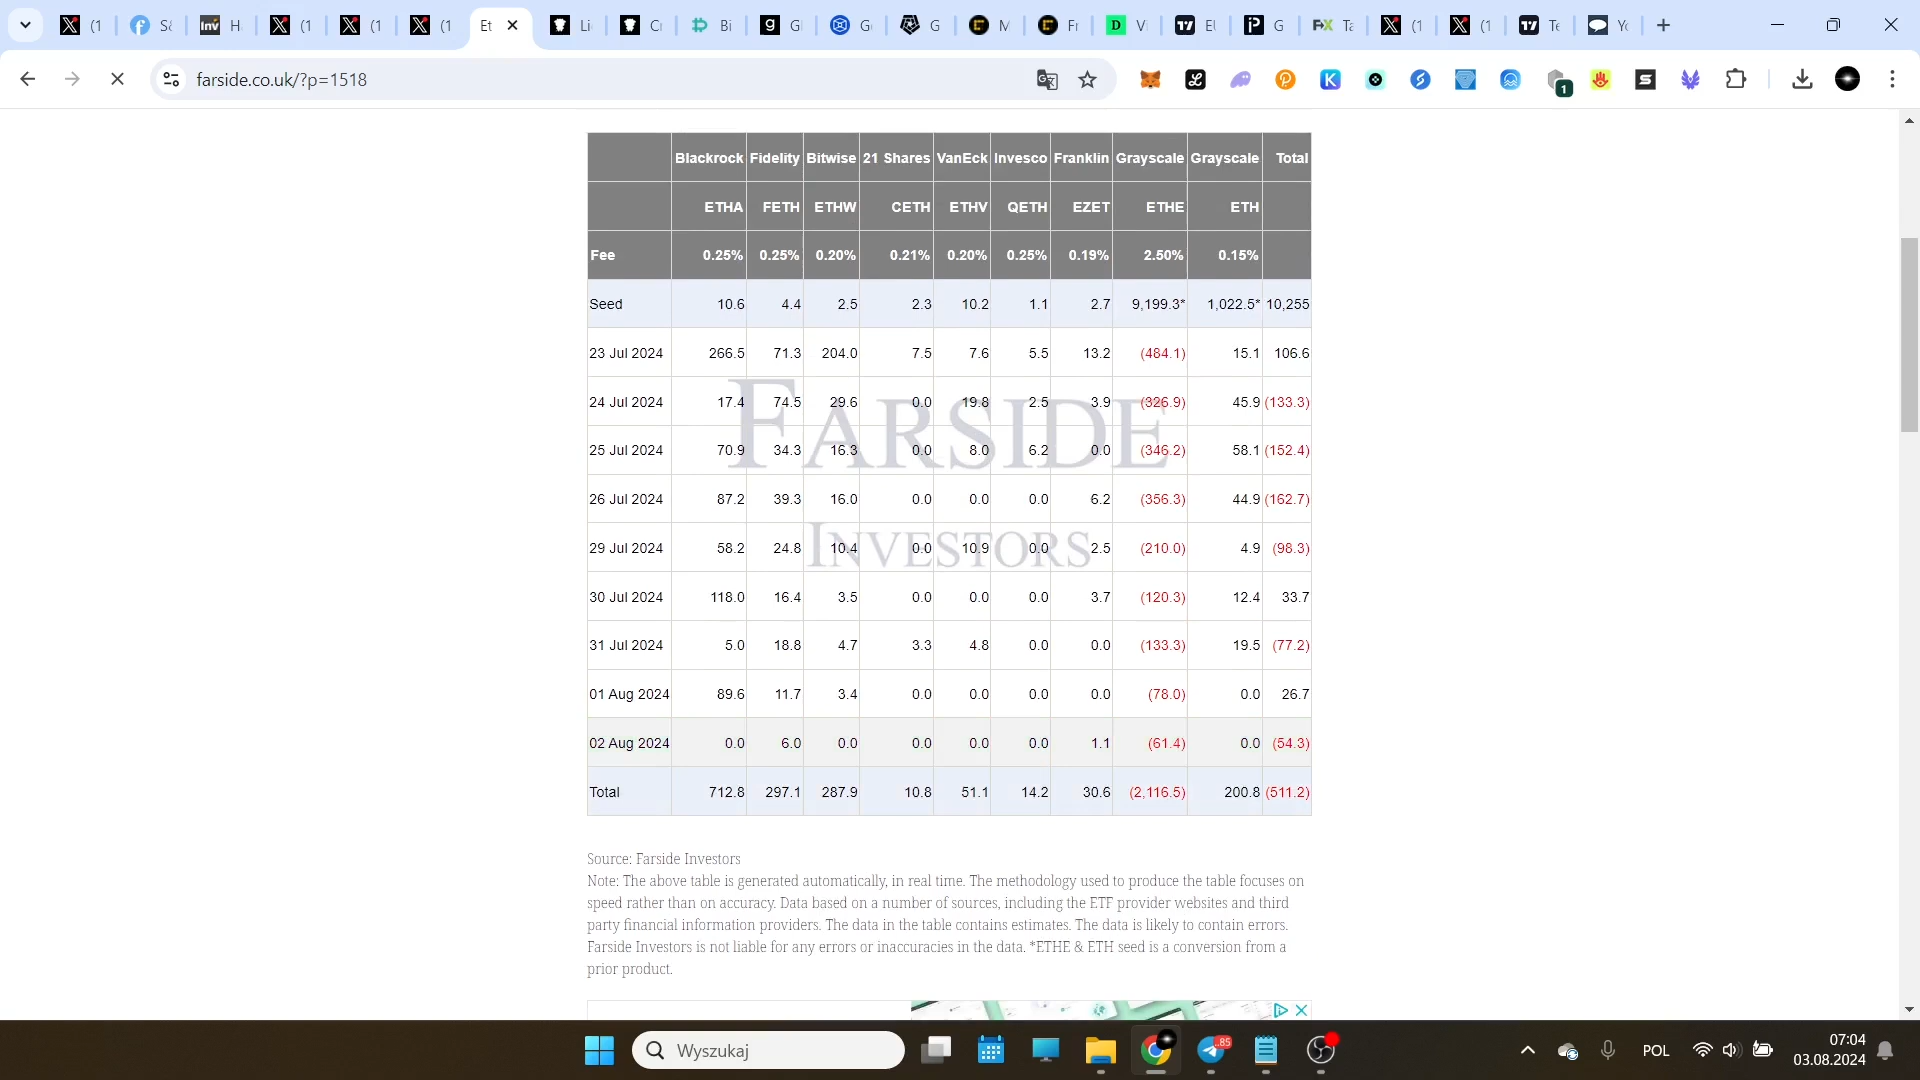 (1
S&
H
(1
(1
(1
Et
Li
Cr
Bi
G
G
M
Fr
V
EU
G
Ta
(1
(1
Te
Yo
farside.co.uk/?p=1518
1
Blackrock Fidelity Bitwise 21 Shares VanEck Invesco Franklin Grayscale Grayscale Total
ETHA FETH ETHW CETH ETHV QETH EZET ETHE ETH
Fee 0.25% 0.25% 0.20% 0.21% 0.20% 0.25% 0.19% 2.50% 0.15%
Seed 10.6 4.4 2.5 2.3 10.2 1.1 2.7 9,199.3* 1,022.5* 10,255
23 Jul 2024 266.5 71.3 204.0 7.5 7.6 5.5 13.2 (484.1) 15.1 106.6
24 Jul 2024 17.4 74.5 29.6 0.0 19.8 2.5 3.9 (326.9) 45.9 (133.3)
25 Jul 2024 70.9 34.3 16.3 0.0 8.0 6.2 0.0 (346.2) 58.1 (152.4)
26 Jul 2024 87.2 39.3 16.0 0.0 0.0 0.0 6.2 (356.3) 44.9 (162.7)
29 Jul 2024 58.2 24.8 10.4 0.0 10.9 0.0 2.5 (210.0) 4.9 (98.3)
30 Jul 2024 118.0 16.4 3.5 0.0 0.0 0.0 3.7 (120.3) 12.4 33.7
31 Jul 2024 5.0 18.8 4.7 3.3 4.8 0.0 0.0 (133.3) 19.5 (77.2)
01 Aug 2024 89.6 11.7 3.4 0.0 0.0 0.0 0.0 (78.0) 0.0 26.7
02 Aug 2024 0.0 6.0 0.0 0.0 0.0 0.0 1.1 (61.4) 0.0 (54.3)
Total 712.8 297.1 287.9 10.8 51.1 14.2 30.6 (2,116.5) 200.8 (511.2)
FARSIDE
INVESTORS
Source: Farside Investors
Note: The above table is generated automatically, in real time. The methodology used to produce the table focuses on
speed rather than on accuracy. Data based on a number of sources, including the ETF provider websites and third
party financial information providers. The data in the table contains estimates. The data is likely to contain errors.
Farside Investors is not liable for any errors or inaccuracies in the data. *ETHE & ETH seed is a conversion from a
prior product.
Wyszukaj
85
POL
07:04
03.08.2024